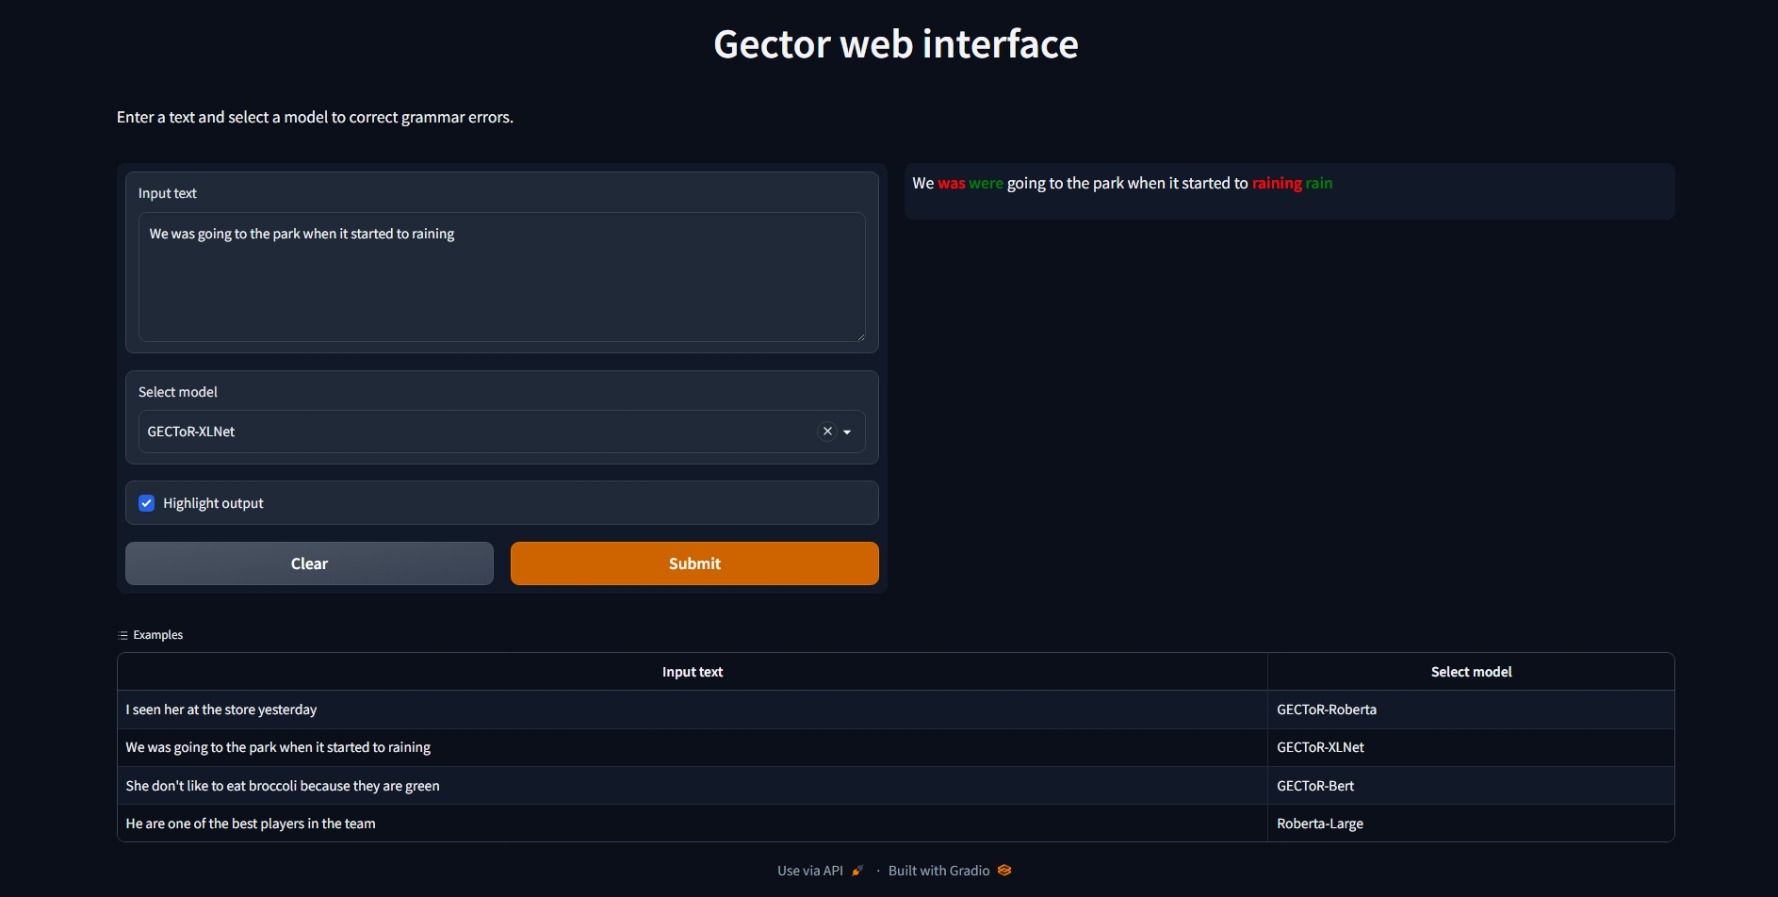 Gector web interface
Enter a text and select a model to correct grammar errors.
Input text
We was going to the park when it started to raining
Select model
GECToR-XLNet
Highlight output
Clear
Submit
We was were going to the park when it started to raining rain
Examples
Input text Select model
I seen her at the store yesterday GECToR-Roberta
We was going to the park when it started to raining GECToR-XLNet
She don't like to eat broccoli because they are green GECToR-Bert
He are one of the best players in the team Roberta-Large
Use via API · Built with Gradio